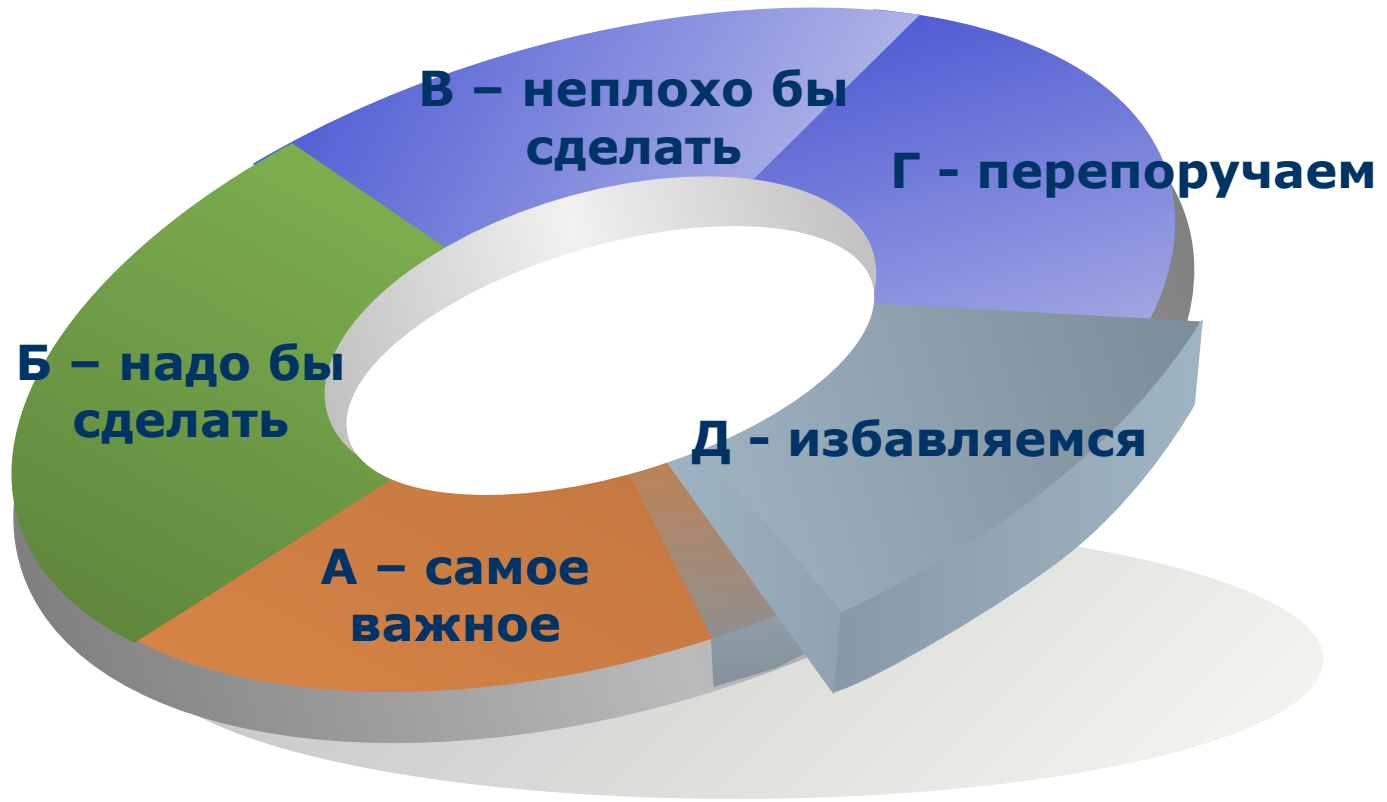 В – неплохо бы
сделать
Г - перепоручаем
Б – надо бы
сделать
Д - избавляемся
А – самое
важное